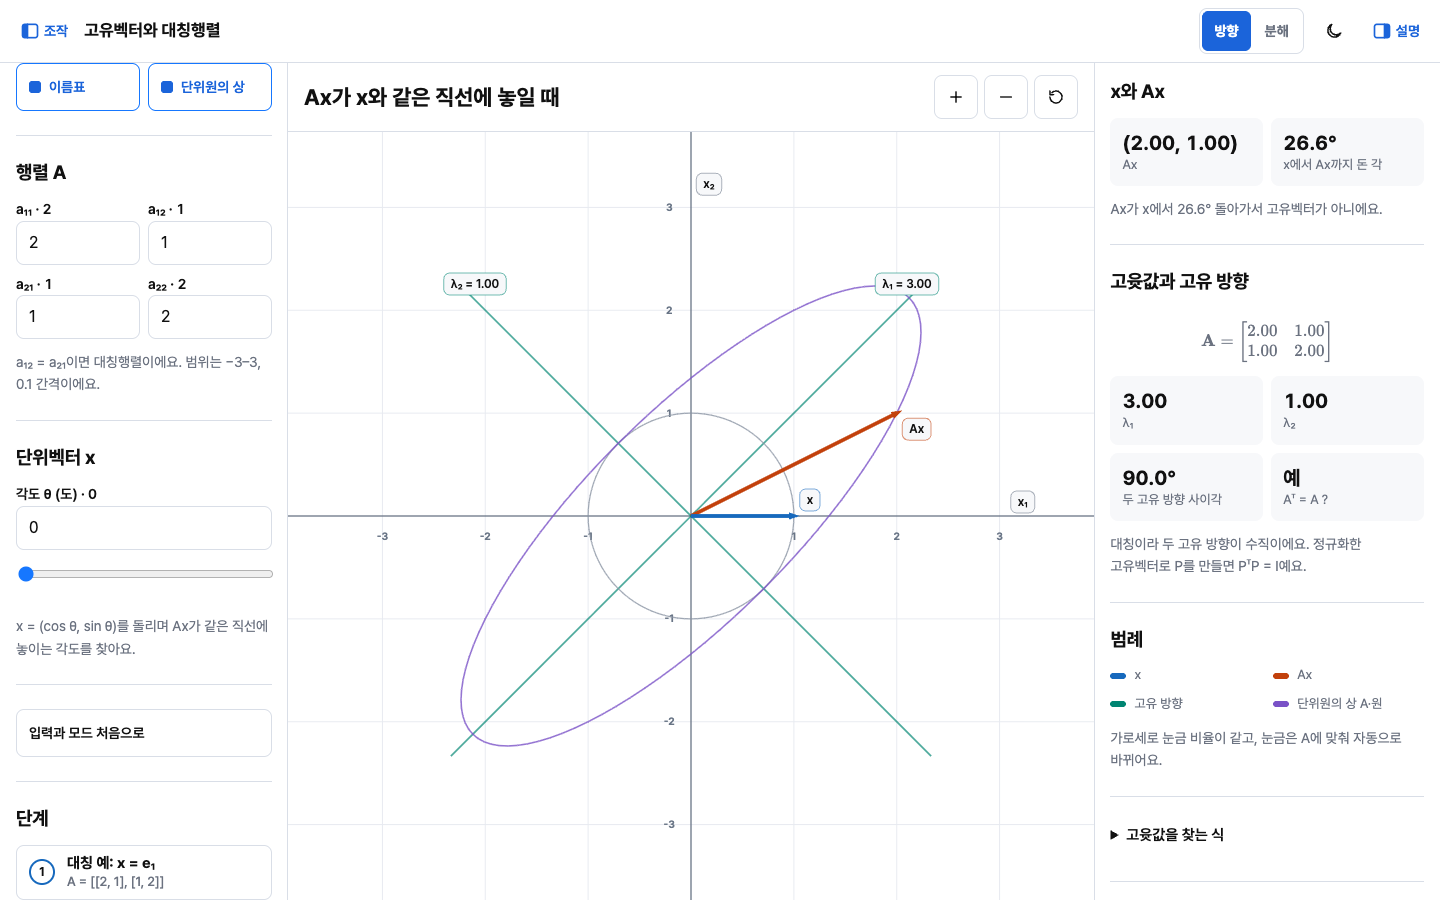 조작
고유벡터와 대칭행렬
방향
분해
설명
이름표
단위원의 상
행렬 A
a₁₁ · 2
a₁₂ · 1
2
1
a₂₁ · 1
a₂₂ · 2
1
2
a₁₂ = a₂₁이면 대칭행렬이에요. 범위는 −3–3,
0.1 간격이에요.
단위벡터 x
각도 θ (도) · 0
0
x = (cos θ, sin θ)를 돌리며 Ax가 같은 직선에
놓이는 각도를 찾아요.
입력과 모드 처음으로
단계
1
대칭 예: x = e₁
A = [[2, 1], [1, 2]]
Ax가 x와 같은 직선에 놓일 때
x₂
3
λ₂ = 1.00
λ₁ = 3.00
2
1
Ax
x
x₁
-3
-2
-1
1
2
3
-1
-2
-3
x와 Ax
(2.00, 1.00)
Ax
26.6°
x에서 Ax까지 돈 각
Ax가 x에서 26.6° 돌아가서 고유벡터가 아니에요.
고윳값과 고유 방향
A = [2.00 1.00
1.00 2.00]
3.00
λ₁
1.00
λ₂
90.0°
두 고유 방향 사이각
예
Aᵀ = A ?
대칭이라 두 고유 방향이 수직이에요. 정규화한
고유벡터로 P를 만들면 PᵀP = I예요.
범례
x
Ax
고유 방향
단위원의 상 A·원
가로세로 눈금 비율이 같고, 눈금은 A에 맞춰 자동으로
바뀌어요.
고윳값을 찾는 식